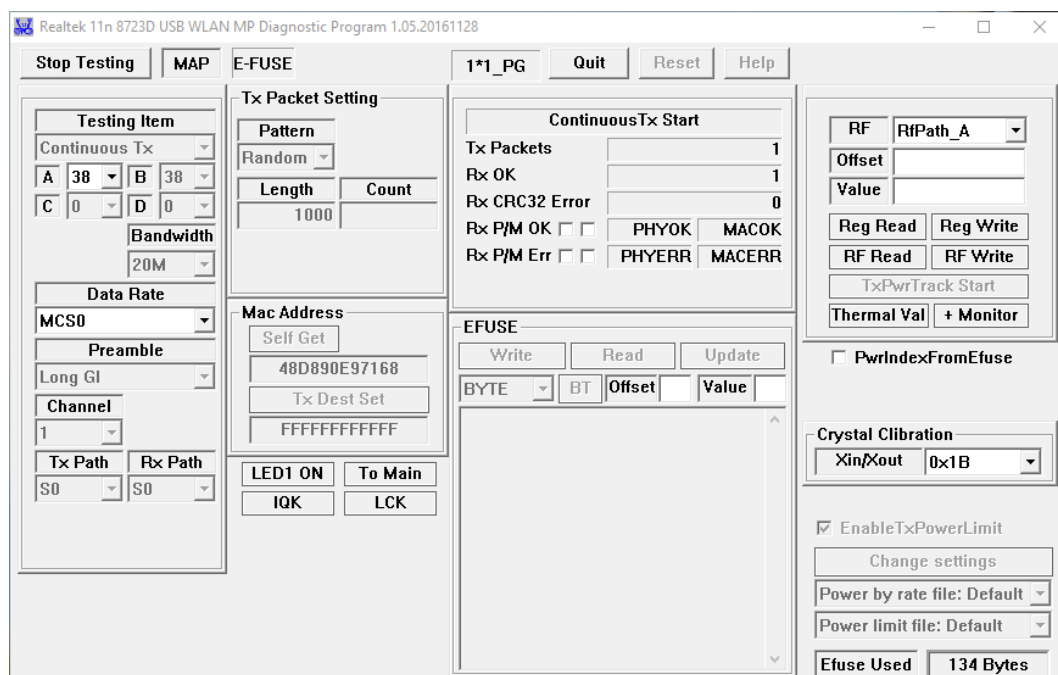 Realtek 11n 8723D USB WLAN MP Diagnostic Program 1.05.20161128
Stop Testing MAP E-FUSE 1*1_PG Quit Reset Help
Testing Item
Continuous Tx
A 38 B 38
C 0 D 0
Bandwidth
20M
Data Rate
MCS0
Preamble
Long GI
Channel
1
Tx Path Rx Path
S0 S0
Tx Packet Setting
Pattern
Random
Length Count
1000
Mac Address
Self Get
48D890E97168
Tx Dest Set
FFFFFFFFFFFF
LED1 ON To Main
IQK LCK
ContinuousTx Start
Tx Packets 1
Rx OK 1
Rx CRC32 Error 0
Rx P/M OK PHYOK MACOK
Rx P/M Err PHYERR MACERR
EFUSE
Write Read Update
BYTE BT Offset Value
RF RfPath_A
Offset
Value
Reg Read Reg Write
RF Read RF Write
TxPwrTrack Start
Thermal Val + Monitor
PwrIndexFromEfuse
Crystal Clibration
Xin/Xout 0x1B
EnableTxPowerLimit
Change settings
Power by rate file: Default
Power limit file: Default
Efuse Used 134 Bytes